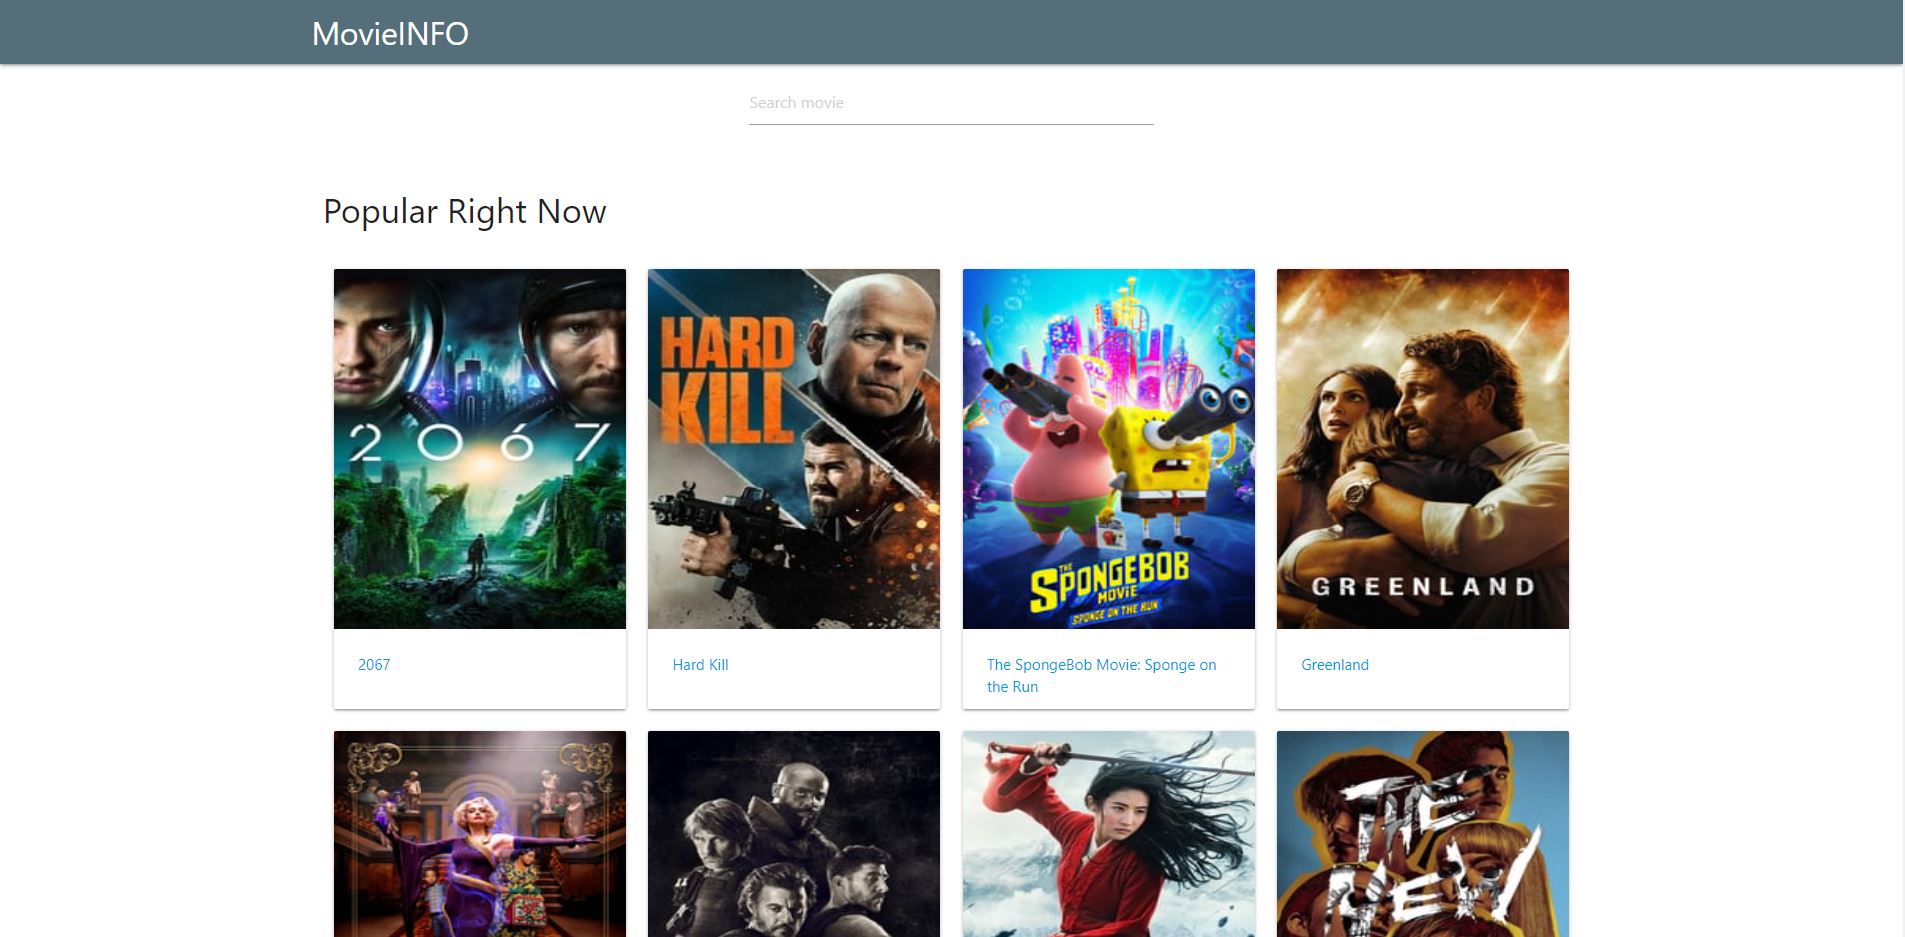 MovieINFO
Search movie
Popular Right Now
2067
HARD
KILL
THE
SPONGEBOB
MOVIE
SPONGE ON THE RUN
GREENLAND
2067
Hard Kill
The SpongeBob Movie: Sponge on
the Run
Greenland
THE
NEW